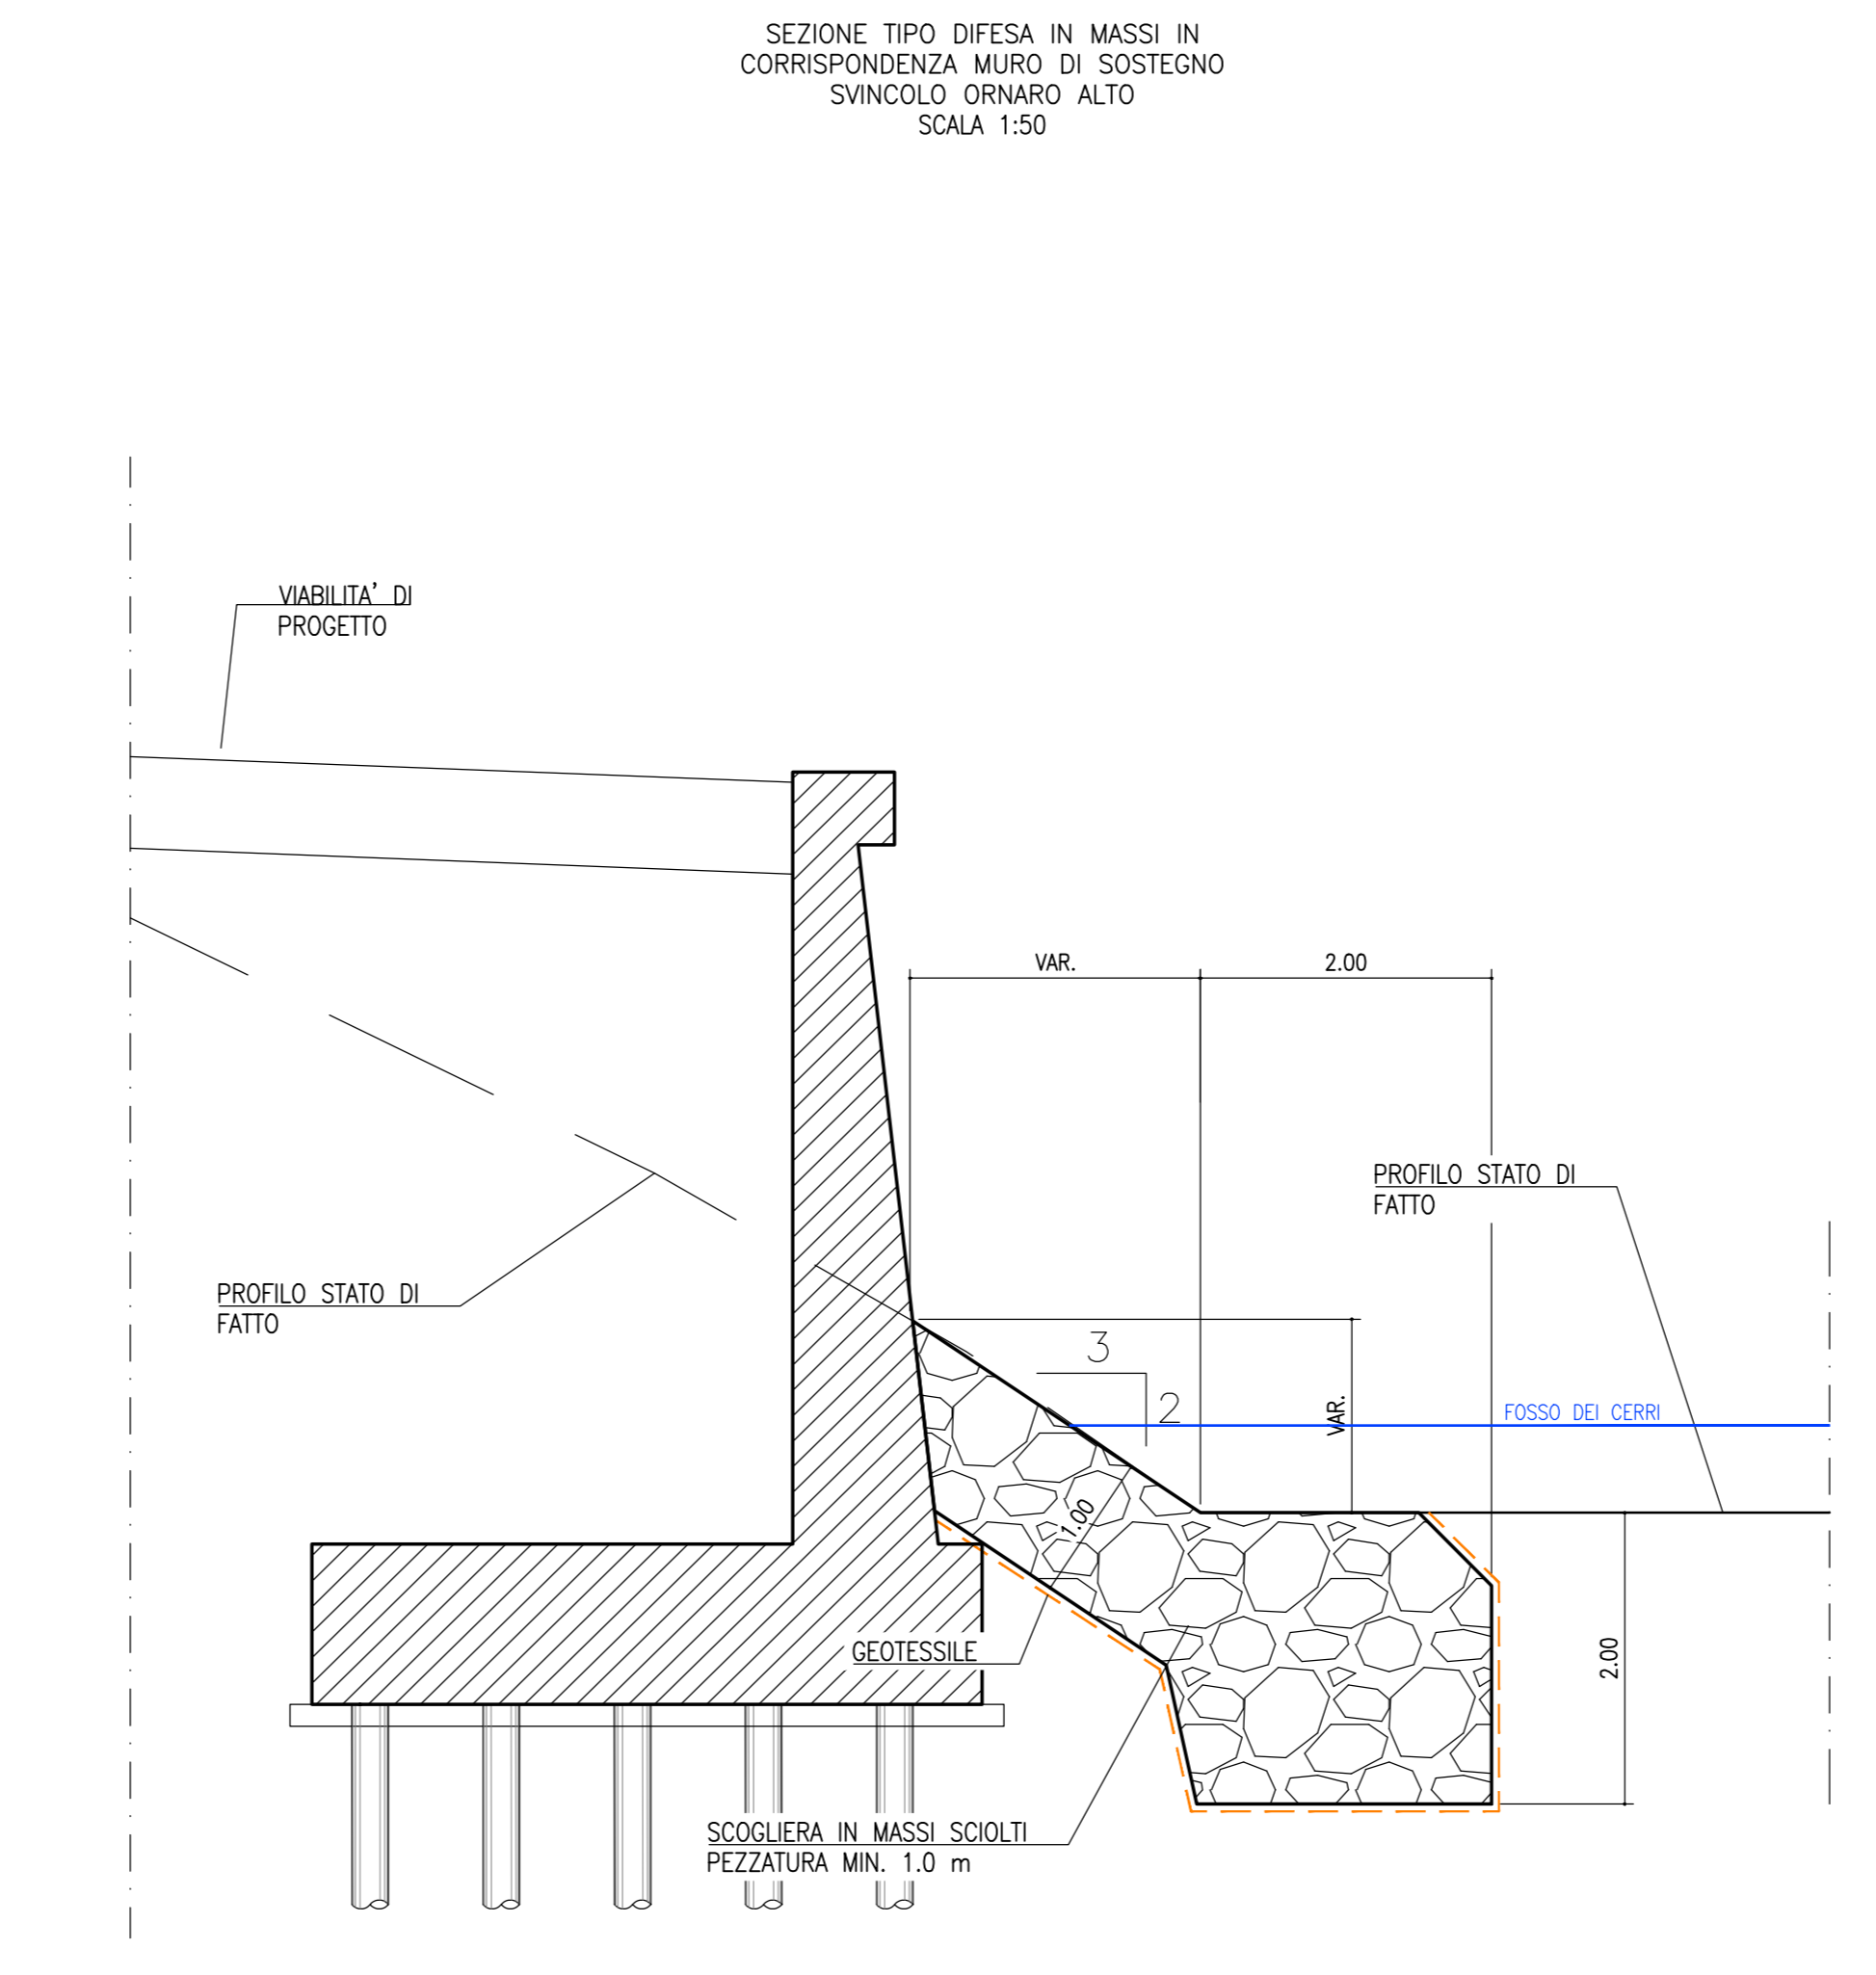 SEZIONE TIPO DIFESA IN MASSI IN
CORRISPONDENZA MURO DI SOSTEGNO
SVINCOLO ORNARO ALTO
SCALA 1:50
VIABILITA' DI
PROGETTO
VAR.
2.00
PROFILO STATO DI
FATTO
PROFILO STATO DI
FATTO
3
2
VAR.
FOSSO DEI CERRI
1.00
GEOTESSILE
2.00
SCOGLIERA IN MASSI SCIOLTI
PEZZATURA MIN. 1.0 m